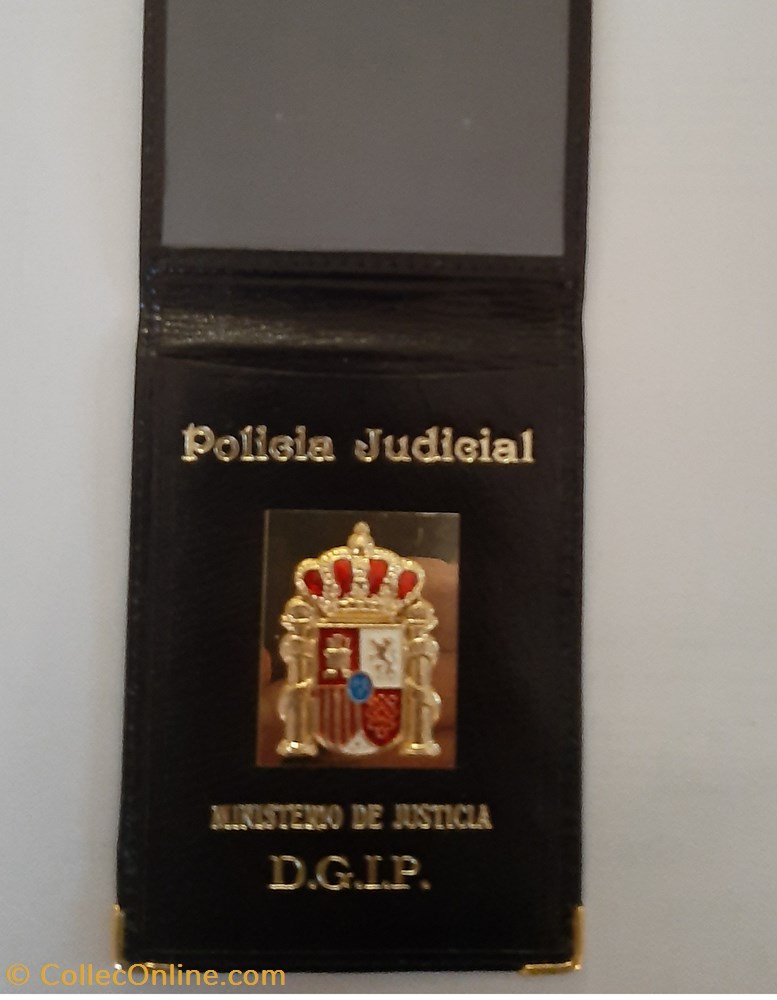 Policia Judicial
MINISTERIO DE JUSTICIA
D.G.I.P.
© CollecOnline.com